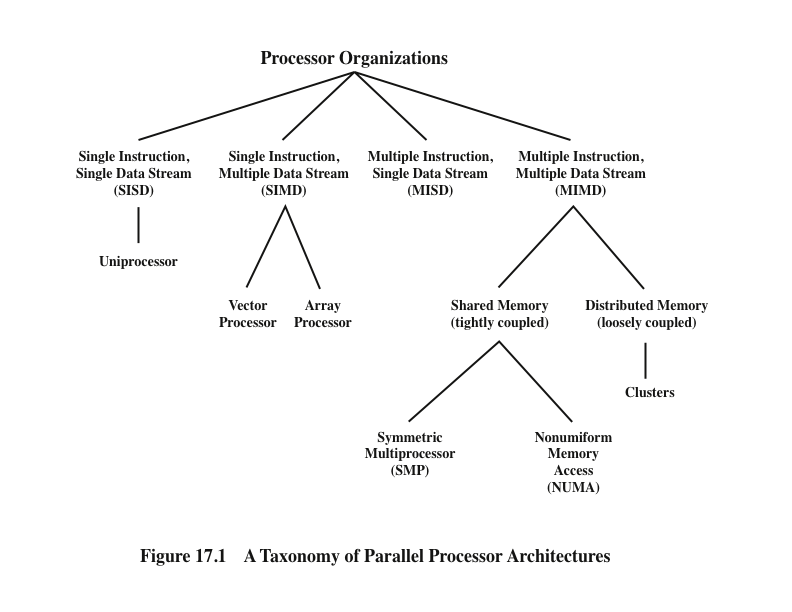 Processor Organizations
Single Instruction,
Single Data Stream
(SISD)
Single Instruction,
Multiple Data Stream
(SIMD)
Multiple Instruction,
Single Data Stream
(MISD)
Multiple Instruction,
Multiple Data Stream
(MIMD)
Uniprocessor
Vector
Processor
Array
Processor
Shared Memory
(tightly coupled)
Distributed Memory
(loosely coupled)
Clusters
Symmetric
Multiprocessor
(SMP)
Nonumiform
Memory
Access
(NUMA)
Figure 17.1 A Taxonomy of Parallel Processor Architectures